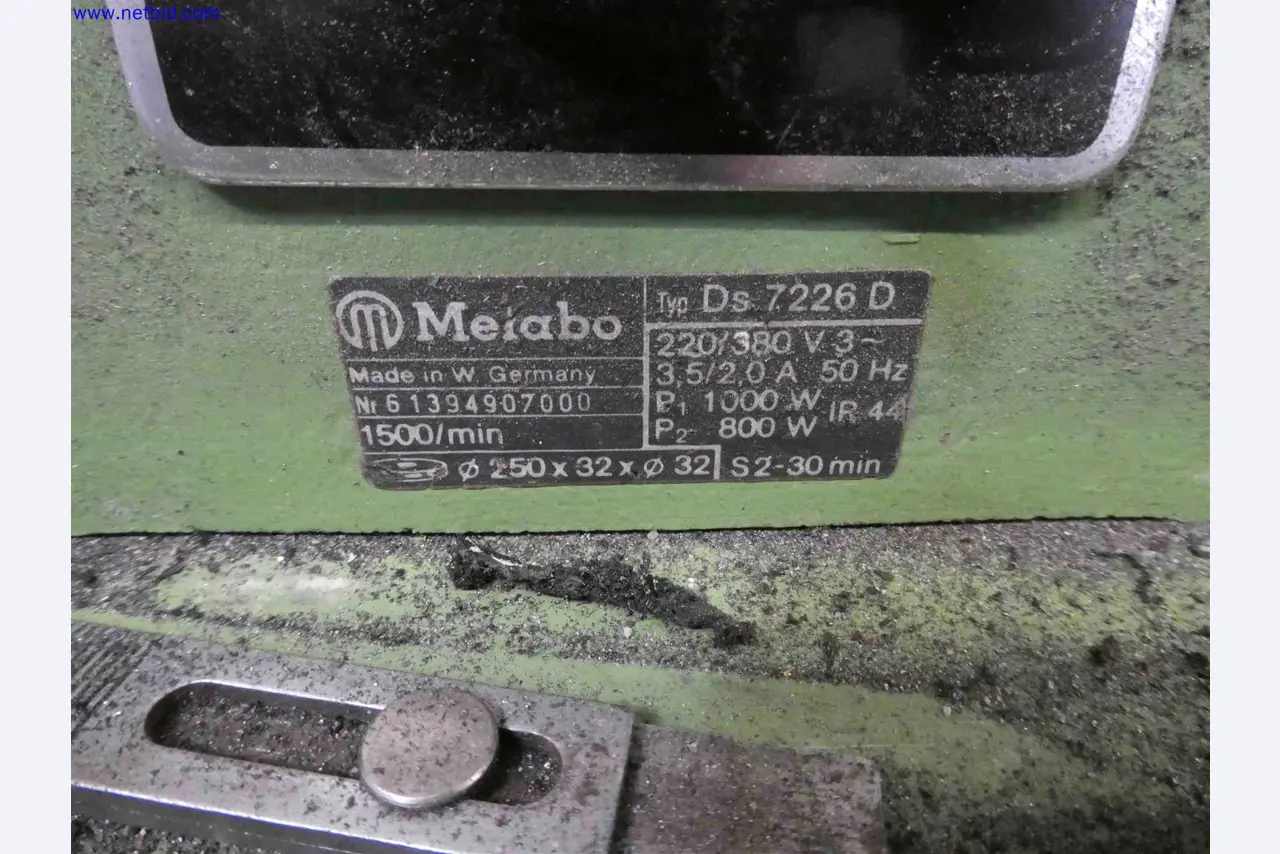 www.netbid.com
Metabo
Made in W. Germany
Nr 61394907000
1500/min
ø 250 x 32 x ø 32
Typ Ds 7226 D
220/380 V 3~
3,5/2,0 A 50 Hz
P1 1000 W IR 44
P2 800 W
S2-30 min